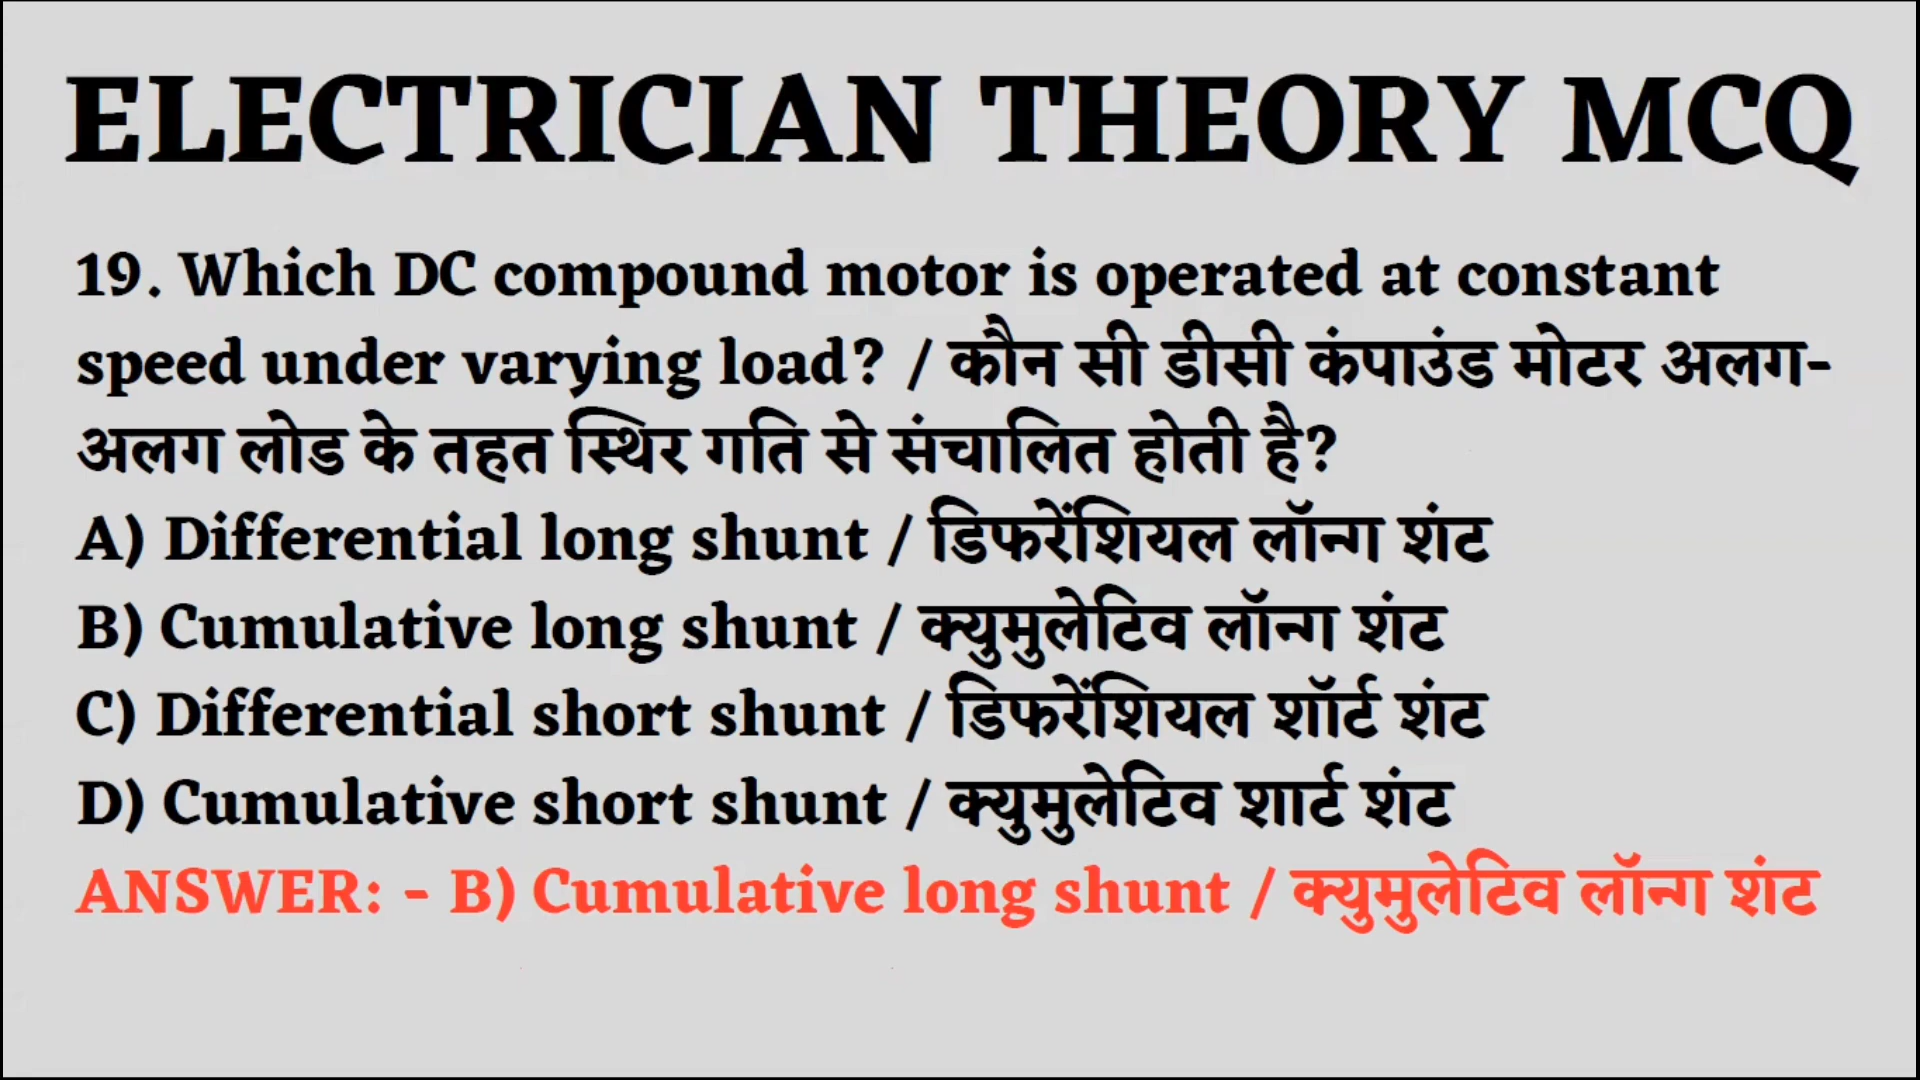 ELECTRICIAN THEORY MCQ
19. Which DC compound motor is operated at constant
speed under varying load? / कौन सी डीसी कंपाउंड मोटर अलग-
अलग लोड के तहत स्थिर गति से संचालित होती है?
A) Differential long shunt / डिफरेंशियल लॉन्ग शंट
B) Cumulative long shunt / क्युमुलेटिव लॉन्ग शंट
C) Differential short shunt / डिफरेंशियल शॉर्ट शंट
D) Cumulative short shunt / क्युमुलेटिव शार्ट शंट
ANSWER: - B) Cumulative long shunt / क्युमुलेटिव लॉन्ग शंट